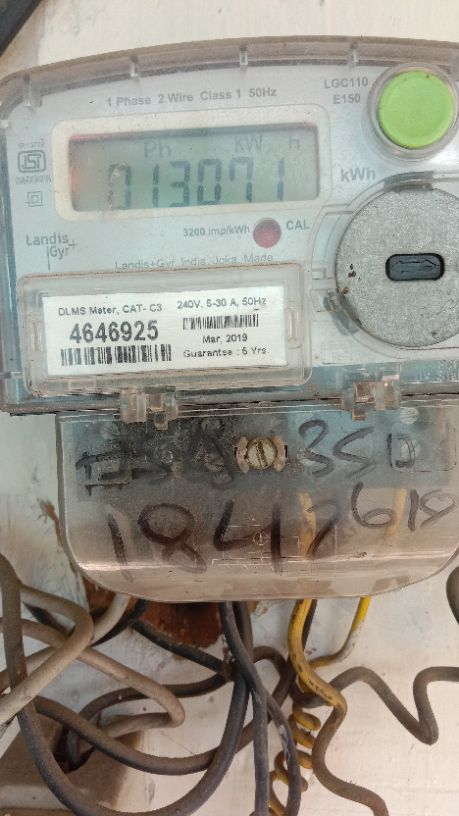 LGC110
E150
1 Phase 2 Wire Class 1 50Hz
Ph kW h
013071
kWh
3200 imp/kWh CAL
Landis
Gyr+
Landis+Gyr, India, Joka, Made
DLMS Meter, CAT- C3 240V, 5-30 A, 50Hz
4646925
Mar, 2019
Guarantee : 5 Yrs.
350